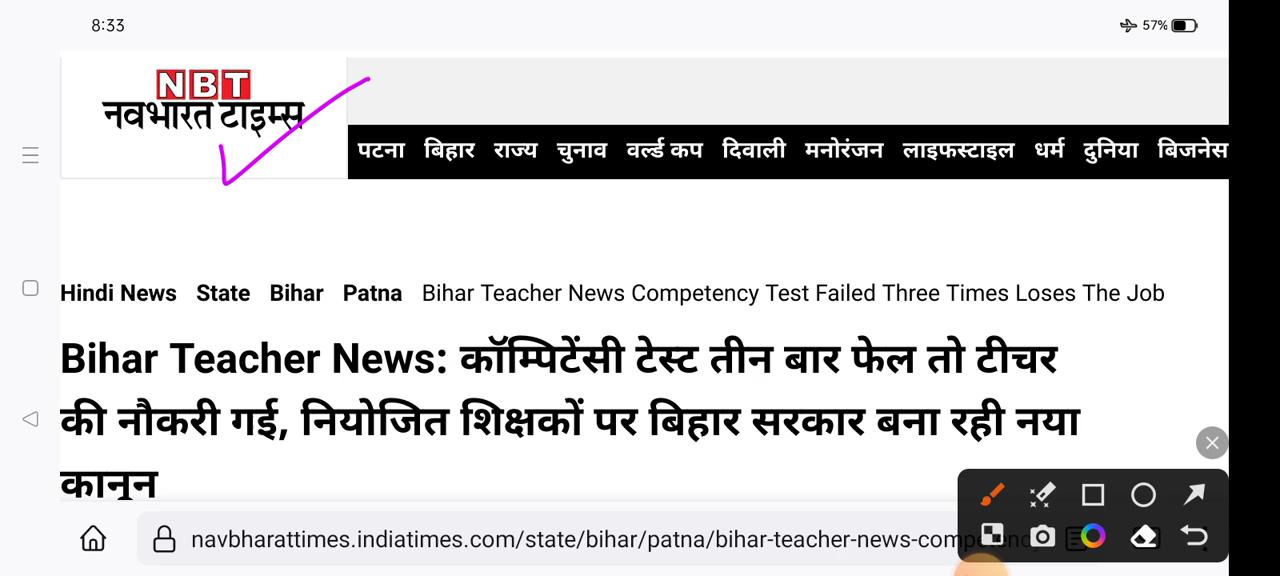 8:33
57%
NBT
नवभारत टाइम्स
पटना बिहार राज्य चुनाव वर्ल्ड कप दिवाली मनोरंजन लाइफस्टाइल धर्म दुनिया बिजनेस
Hindi News State Bihar Patna Bihar Teacher News Competency Test Failed Three Times Loses The Job
Bihar Teacher News: कॉम्पिटेंसी टेस्ट तीन बार फेल तो टीचर
की नौकरी गई, नियोजित शिक्षकों पर बिहार सरकार बना रही नया
कानून
navbharattimes.indiatimes.com/state/bihar/patna/bihar-teacher-news-competenc